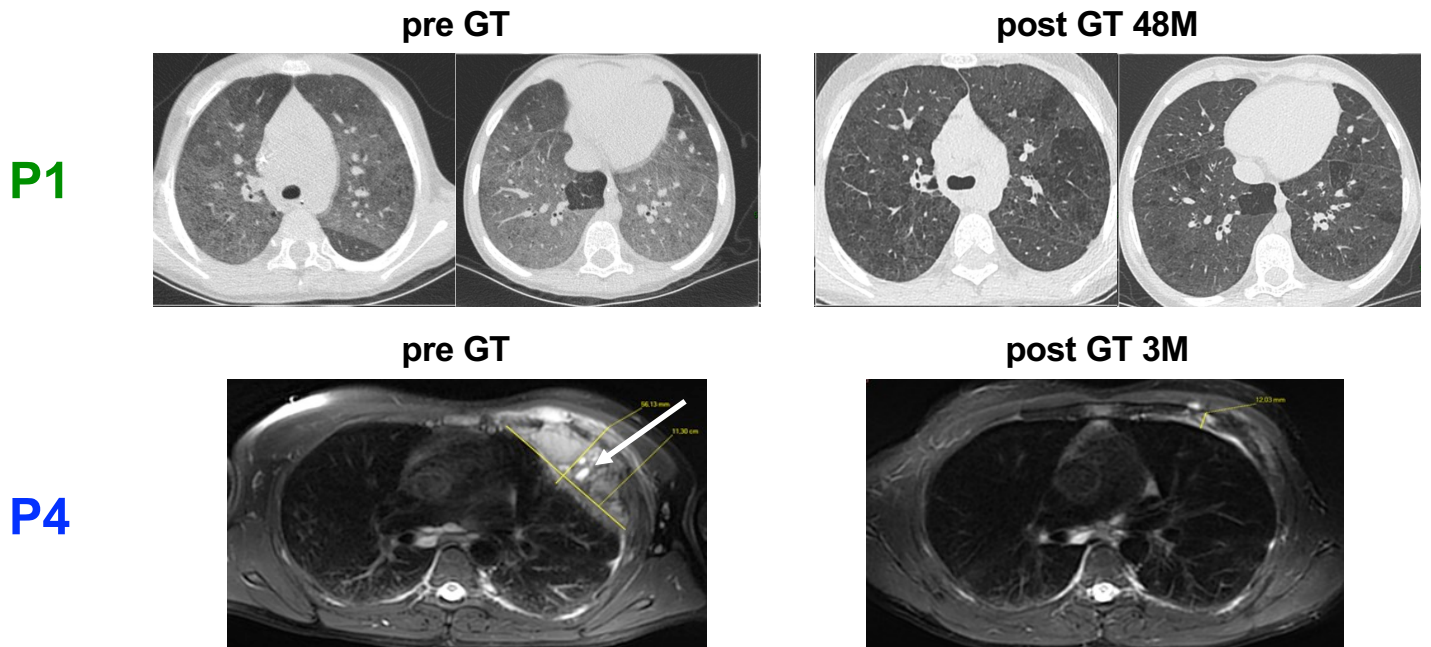 pre GT
post GT 48M
P1
pre GT
post GT 3M
P4
56.13 mm
11.30 cm
12.03 mm